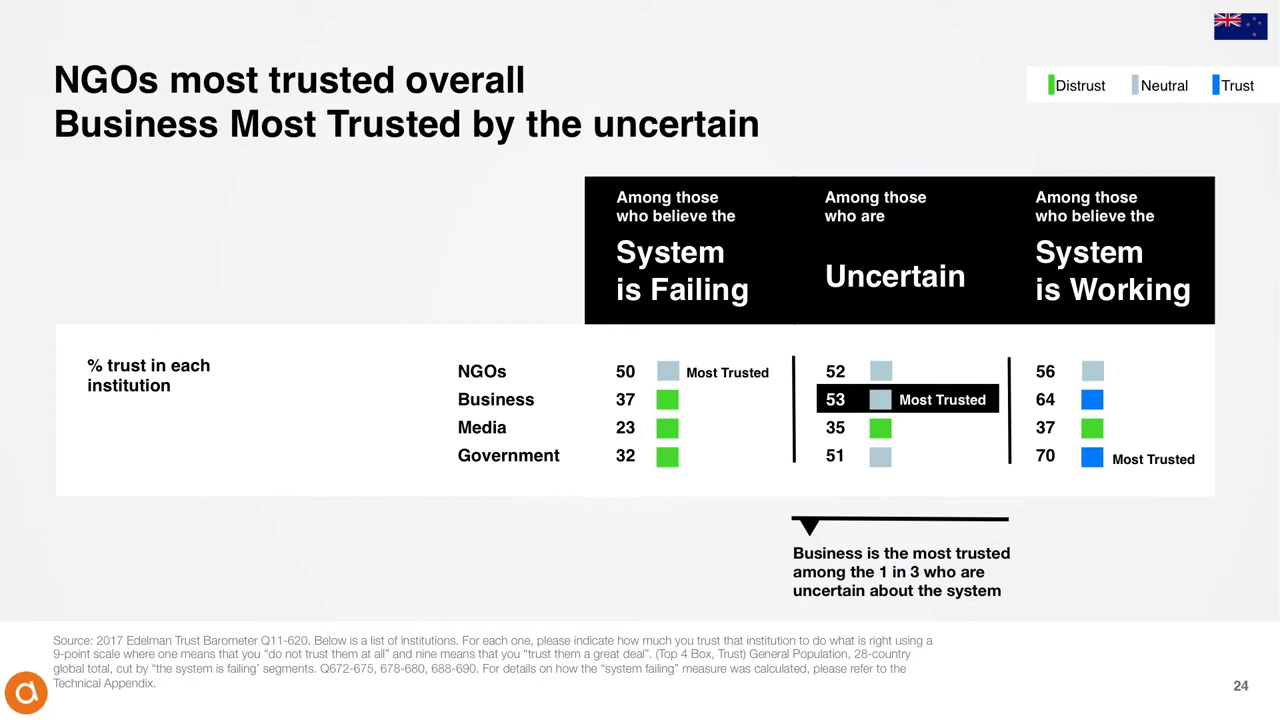 NGOs most trusted overall
Business Most Trusted by the uncertain
Distrust Neutral Trust
Among those
who believe the
System
is Failing
Among those
who are
Uncertain
Among those
who believe the
System
is Working
% trust in each
institution
NGOs 50 Most Trusted 52 56
Business 37 53 Most Trusted 64
Media 23 35 37
Government 32 51 70 Most Trusted
Business is the most trusted
among the 1 in 3 who are
uncertain about the system
Source: 2017 Edelman Trust Barometer Q11-620. Below is a list of institutions. For each one, please indicate how much you trust that institution to do what is right using a
9-point scale where one means that you “do not trust them at all” and nine means that you “trust them a great deal”. (Top 4 Box, Trust) General Population, 28-country
global total, cut by “the system is failing’ segments. Q672-675, 678-680, 688-690. For details on how the “system failing” measure was calculated, please refer to the
Technical Appendix.
a
24